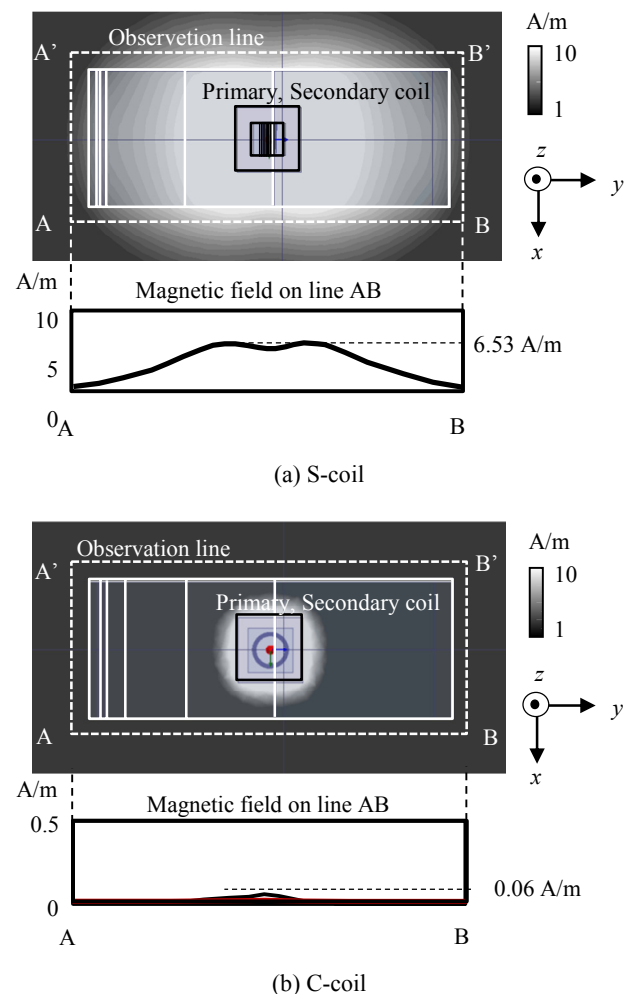 A/m
A' Observetion line B' 10
Primary, Secondary coil
1
z
y
A B
x
A/m
Magnetic field on line AB
10
6.53 A/m
5
0
A B
(a) S-coil
A/m
Observation line
A' B' 10
Primary, Secondary coil
1
z
y
A B
x
A/m
Magnetic field on line AB
0.5
0.06 A/m
0
A B
(b) C-coil